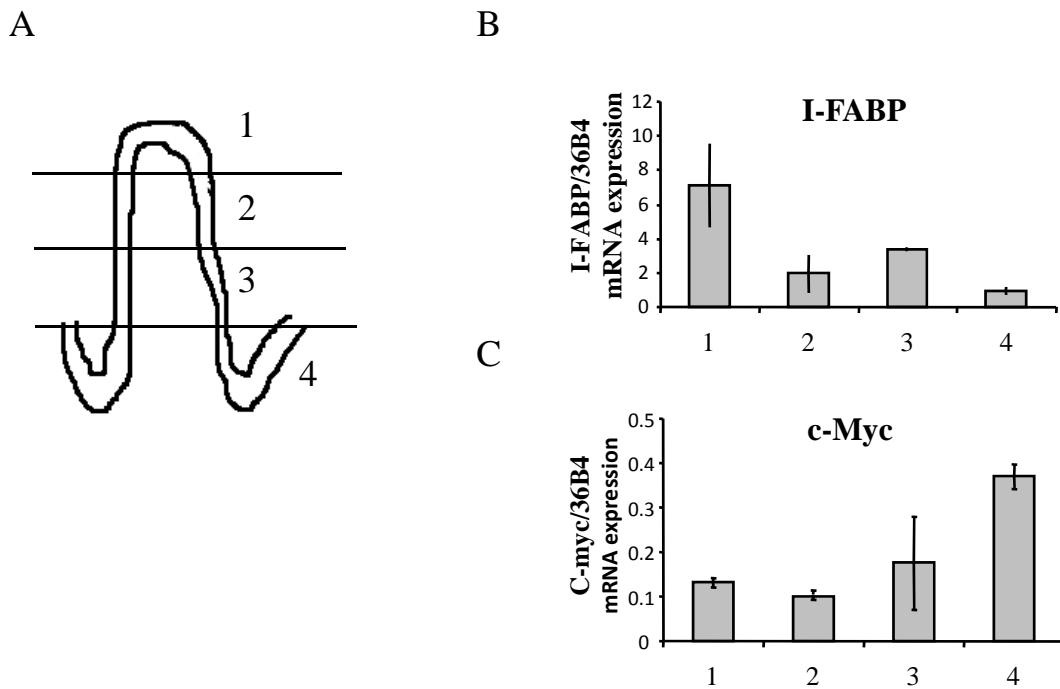 A
1
2
3
4
B
I-FABP
I-FABP/36B4
mRNA expression
12
10
8
6
4
2
0
1 2 3 4
C
c-Myc
C-myc/36B4
mRNA expression
0.5
0.4
0.3
0.2
0.1
0
1 2 3 4